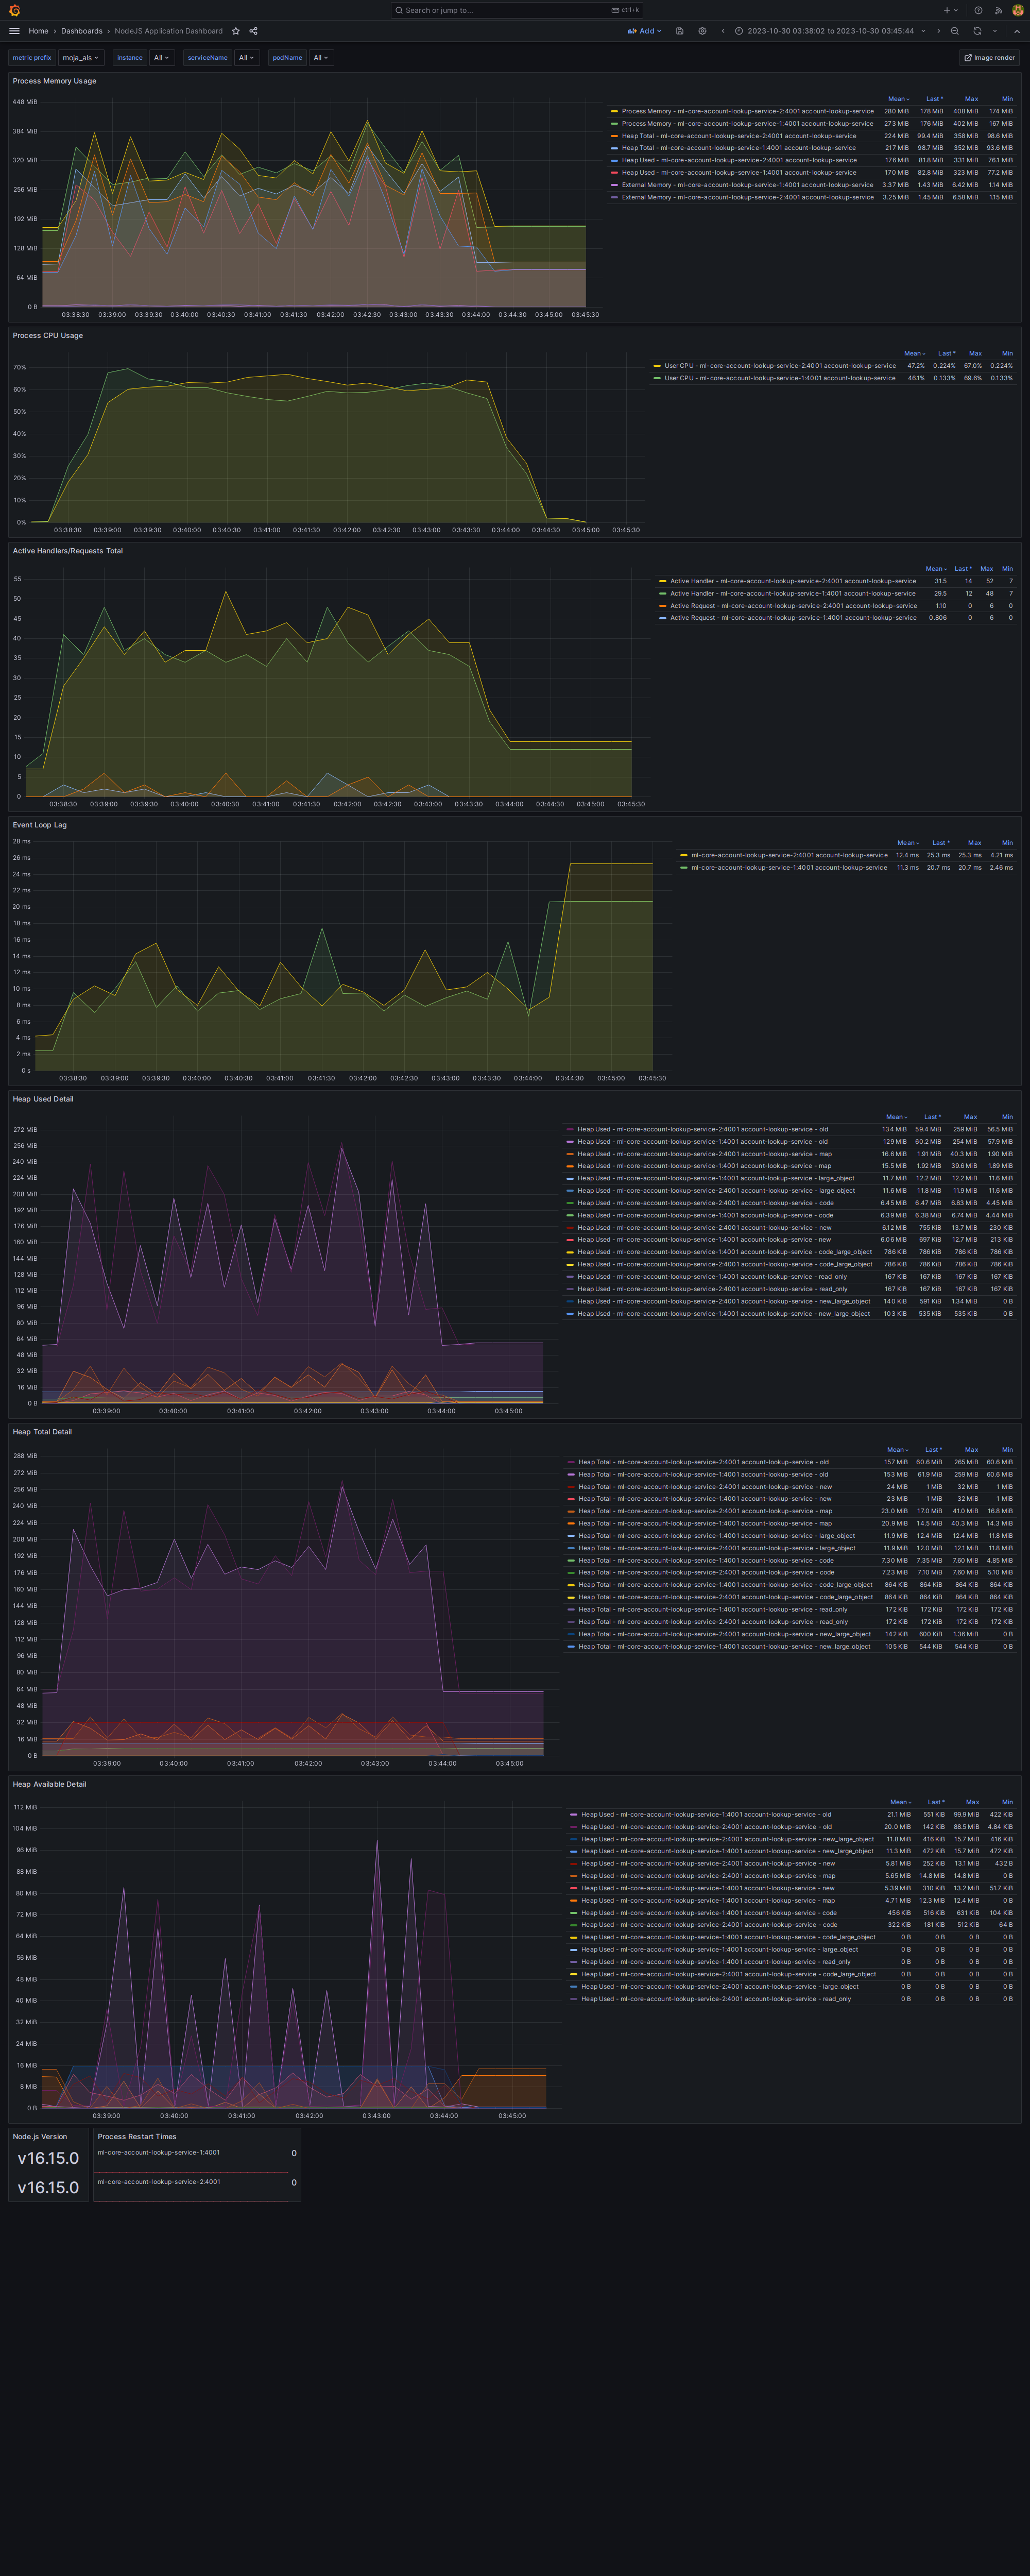 Search or jump to...
ctrl+k
Home › Dashboards › NodeJS Application Dashboard
Add
2023-10-30 03:38:02 to 2023-10-30 03:45:44
metric prefix moja_als instance All serviceName All podName All
Image render
Process Memory Usage
448 MiB
384 MiB
320 MiB
256 MiB
192 MiB
128 MiB
64 MiB
0 B
03:38:30 03:39:00 03:39:30 03:40:00 03:40:30 03:41:00 03:41:30 03:42:00 03:42:30 03:43:00 03:43:30 03:44:00 03:44:30 03:45:00 03:45:30
Mean Last * Max Min
Process Memory - ml-core-account-lookup-service-2:4001 account-lookup-service 280 MiB 178 MiB 408 MiB 174 MiB
Process Memory - ml-core-account-lookup-service-1:4001 account-lookup-service 273 MiB 176 MiB 402 MiB 167 MiB
Heap Total - ml-core-account-lookup-service-2:4001 account-lookup-service 224 MiB 99.4 MiB 358 MiB 98.6 MiB
Heap Total - ml-core-account-lookup-service-1:4001 account-lookup-service 217 MiB 98.7 MiB 352 MiB 93.6 MiB
Heap Used - ml-core-account-lookup-service-2:4001 account-lookup-service 176 MiB 81.8 MiB 331 MiB 76.1 MiB
Heap Used - ml-core-account-lookup-service-1:4001 account-lookup-service 170 MiB 82.8 MiB 323 MiB 77.2 MiB
External Memory - ml-core-account-lookup-service-1:4001 account-lookup-service 3.37 MiB 1.43 MiB 6.42 MiB 1.14 MiB
External Memory - ml-core-account-lookup-service-2:4001 account-lookup-service 3.25 MiB 1.45 MiB 6.58 MiB 1.15 MiB
Process CPU Usage
70%
60%
50%
40%
30%
20%
10%
0%
03:38:30 03:39:00 03:39:30 03:40:00 03:40:30 03:41:00 03:41:30 03:42:00 03:42:30 03:43:00 03:43:30 03:44:00 03:44:30 03:45:00 03:45:30
Mean Last * Max Min
User CPU - ml-core-account-lookup-service-2:4001 account-lookup-service 47.2% 0.224% 67.0% 0.224%
User CPU - ml-core-account-lookup-service-1:4001 account-lookup-service 46.1% 0.133% 69.6% 0.133%
Active Handlers/Requests Total
55
50
45
40
35
30
25
20
15
10
5
0
03:38:30 03:39:00 03:39:30 03:40:00 03:40:30 03:41:00 03:41:30 03:42:00 03:42:30 03:43:00 03:43:30 03:44:00 03:44:30 03:45:00 03:45:30
Mean Last * Max Min
Active Handler - ml-core-account-lookup-service-2:4001 account-lookup-service 31.5 14 52 7
Active Handler - ml-core-account-lookup-service-1:4001 account-lookup-service 29.5 12 48 7
Active Request - ml-core-account-lookup-service-2:4001 account-lookup-service 1.10 0 6 0
Active Request - ml-core-account-lookup-service-1:4001 account-lookup-service 0.806 0 6 0
Event Loop Lag
28 ms
26 ms
24 ms
22 ms
20 ms
18 ms
16 ms
14 ms
12 ms
10 ms
8 ms
6 ms
4 ms
2 ms
0 s
03:38:30 03:39:00 03:39:30 03:40:00 03:40:30 03:41:00 03:41:30 03:42:00 03:42:30 03:43:00 03:43:30 03:44:00 03:44:30 03:45:00 03:45:30
Mean Last * Max Min
ml-core-account-lookup-service-2:4001 account-lookup-service 12.4 ms 25.3 ms 25.3 ms 4.21 ms
ml-core-account-lookup-service-1:4001 account-lookup-service 11.3 ms 20.7 ms 20.7 ms 2.46 ms
Heap Used Detail
272 MiB
256 MiB
240 MiB
224 MiB
208 MiB
192 MiB
176 MiB
160 MiB
144 MiB
128 MiB
112 MiB
96 MiB
80 MiB
64 MiB
48 MiB
32 MiB
16 MiB
0 B
03:39:00 03:40:00 03:41:00 03:42:00 03:43:00 03:44:00 03:45:00
Mean Last * Max Min
Heap Used - ml-core-account-lookup-service-2:4001 account-lookup-service - old 134 MiB 59.4 MiB 259 MiB 56.5 MiB
Heap Used - ml-core-account-lookup-service-1:4001 account-lookup-service - old 129 MiB 60.2 MiB 254 MiB 57.9 MiB
Heap Used - ml-core-account-lookup-service-2:4001 account-lookup-service - map 16.6 MiB 1.91 MiB 40.3 MiB 1.90 MiB
Heap Used - ml-core-account-lookup-service-1:4001 account-lookup-service - map 15.5 MiB 1.92 MiB 39.6 MiB 1.89 MiB
Heap Used - ml-core-account-lookup-service-1:4001 account-lookup-service - large_object 11.7 MiB 12.2 MiB 12.2 MiB 11.6 MiB
Heap Used - ml-core-account-lookup-service-2:4001 account-lookup-service - large_object 11.6 MiB 11.8 MiB 11.9 MiB 11.6 MiB
Heap Used - ml-core-account-lookup-service-2:4001 account-lookup-service - code 6.45 MiB 6.47 MiB 6.83 MiB 4.45 MiB
Heap Used - ml-core-account-lookup-service-1:4001 account-lookup-service - code 6.39 MiB 6.38 MiB 6.74 MiB 4.44 MiB
Heap Used - ml-core-account-lookup-service-2:4001 account-lookup-service - new 6.12 MiB 755 KiB 13.7 MiB 230 KiB
Heap Used - ml-core-account-lookup-service-1:4001 account-lookup-service - new 6.06 MiB 697 KiB 12.7 MiB 213 KiB
Heap Used - ml-core-account-lookup-service-1:4001 account-lookup-service - code_large_object 786 KiB 786 KiB 786 KiB 786 KiB
Heap Used - ml-core-account-lookup-service-2:4001 account-lookup-service - code_large_object 786 KiB 786 KiB 786 KiB 786 KiB
Heap Used - ml-core-account-lookup-service-1:4001 account-lookup-service - read_only 167 KiB 167 KiB 167 KiB 167 KiB
Heap Used - ml-core-account-lookup-service-2:4001 account-lookup-service - read_only 167 KiB 167 KiB 167 KiB 167 KiB
Heap Used - ml-core-account-lookup-service-2:4001 account-lookup-service - new_large_object 140 KiB 591 KiB 1.34 MiB 0 B
Heap Used - ml-core-account-lookup-service-1:4001 account-lookup-service - new_large_object 103 KiB 535 KiB 535 KiB 0 B
Heap Total Detail
288 MiB
272 MiB
256 MiB
240 MiB
224 MiB
208 MiB
192 MiB
176 MiB
160 MiB
144 MiB
128 MiB
112 MiB
96 MiB
80 MiB
64 MiB
48 MiB
32 MiB
16 MiB
0 B
03:39:00 03:40:00 03:41:00 03:42:00 03:43:00 03:44:00 03:45:00
Mean Last * Max Min
Heap Total - ml-core-account-lookup-service-2:4001 account-lookup-service - old 157 MiB 60.6 MiB 265 MiB 60.6 MiB
Heap Total - ml-core-account-lookup-service-1:4001 account-lookup-service - old 153 MiB 61.9 MiB 259 MiB 60.6 MiB
Heap Total - ml-core-account-lookup-service-2:4001 account-lookup-service - new 24 MiB 1 MiB 32 MiB 1 MiB
Heap Total - ml-core-account-lookup-service-1:4001 account-lookup-service - new 23 MiB 1 MiB 32 MiB 1 MiB
Heap Total - ml-core-account-lookup-service-2:4001 account-lookup-service - map 23.0 MiB 17.0 MiB 41.0 MiB 16.8 MiB
Heap Total - ml-core-account-lookup-service-1:4001 account-lookup-service - map 20.9 MiB 14.5 MiB 40.3 MiB 14.3 MiB
Heap Total - ml-core-account-lookup-service-1:4001 account-lookup-service - large_object 11.9 MiB 12.4 MiB 12.4 MiB 11.8 MiB
Heap Total - ml-core-account-lookup-service-2:4001 account-lookup-service - large_object 11.9 MiB 12.0 MiB 12.1 MiB 11.8 MiB
Heap Total - ml-core-account-lookup-service-1:4001 account-lookup-service - code 7.30 MiB 7.35 MiB 7.60 MiB 4.85 MiB
Heap Total - ml-core-account-lookup-service-2:4001 account-lookup-service - code 7.23 MiB 7.10 MiB 7.60 MiB 5.10 MiB
Heap Total - ml-core-account-lookup-service-1:4001 account-lookup-service - code_large_object 864 KiB 864 KiB 864 KiB 864 KiB
Heap Total - ml-core-account-lookup-service-2:4001 account-lookup-service - code_large_object 864 KiB 864 KiB 864 KiB 864 KiB
Heap Total - ml-core-account-lookup-service-1:4001 account-lookup-service - read_only 172 KiB 172 KiB 172 KiB 172 KiB
Heap Total - ml-core-account-lookup-service-2:4001 account-lookup-service - read_only 172 KiB 172 KiB 172 KiB 172 KiB
Heap Total - ml-core-account-lookup-service-2:4001 account-lookup-service - new_large_object 142 KiB 600 KiB 1.36 MiB 0 B
Heap Total - ml-core-account-lookup-service-1:4001 account-lookup-service - new_large_object 105 KiB 544 KiB 544 KiB 0 B
Heap Available Detail
112 MiB
104 MiB
96 MiB
88 MiB
80 MiB
72 MiB
64 MiB
56 MiB
48 MiB
40 MiB
32 MiB
24 MiB
16 MiB
8 MiB
0 B
03:39:00 03:40:00 03:41:00 03:42:00 03:43:00 03:44:00 03:45:00
Mean Last * Max Min
Heap Used - ml-core-account-lookup-service-1:4001 account-lookup-service - old 21.1 MiB 551 KiB 99.9 MiB 422 KiB
Heap Used - ml-core-account-lookup-service-2:4001 account-lookup-service - old 20.0 MiB 142 KiB 88.5 MiB 4.84 KiB
Heap Used - ml-core-account-lookup-service-2:4001 account-lookup-service - new_large_object 11.8 MiB 416 KiB 15.7 MiB 416 KiB
Heap Used - ml-core-account-lookup-service-1:4001 account-lookup-service - new_large_object 11.3 MiB 472 KiB 15.7 MiB 472 KiB
Heap Used - ml-core-account-lookup-service-2:4001 account-lookup-service - new 5.81 MiB 252 KiB 13.1 MiB 432 B
Heap Used - ml-core-account-lookup-service-2:4001 account-lookup-service - map 5.65 MiB 14.8 MiB 14.8 MiB 0 B
Heap Used - ml-core-account-lookup-service-1:4001 account-lookup-service - new 5.39 MiB 310 KiB 13.2 MiB 51.7 KiB
Heap Used - ml-core-account-lookup-service-1:4001 account-lookup-service - map 4.71 MiB 12.3 MiB 12.4 MiB 0 B
Heap Used - ml-core-account-lookup-service-1:4001 account-lookup-service - code 456 KiB 516 KiB 631 KiB 104 KiB
Heap Used - ml-core-account-lookup-service-2:4001 account-lookup-service - code 322 KiB 181 KiB 512 KiB 64 B
Heap Used - ml-core-account-lookup-service-1:4001 account-lookup-service - code_large_object 0 B 0 B 0 B 0 B
Heap Used - ml-core-account-lookup-service-1:4001 account-lookup-service - large_object 0 B 0 B 0 B 0 B
Heap Used - ml-core-account-lookup-service-1:4001 account-lookup-service - read_only 0 B 0 B 0 B 0 B
Heap Used - ml-core-account-lookup-service-2:4001 account-lookup-service - code_large_object 0 B 0 B 0 B 0 B
Heap Used - ml-core-account-lookup-service-2:4001 account-lookup-service - large_object 0 B 0 B 0 B 0 B
Heap Used - ml-core-account-lookup-service-2:4001 account-lookup-service - read_only 0 B 0 B 0 B 0 B
Node.js Version
v16.15.0
v16.15.0
Process Restart Times
ml-core-account-lookup-service-1:4001 0
ml-core-account-lookup-service-2:4001 0